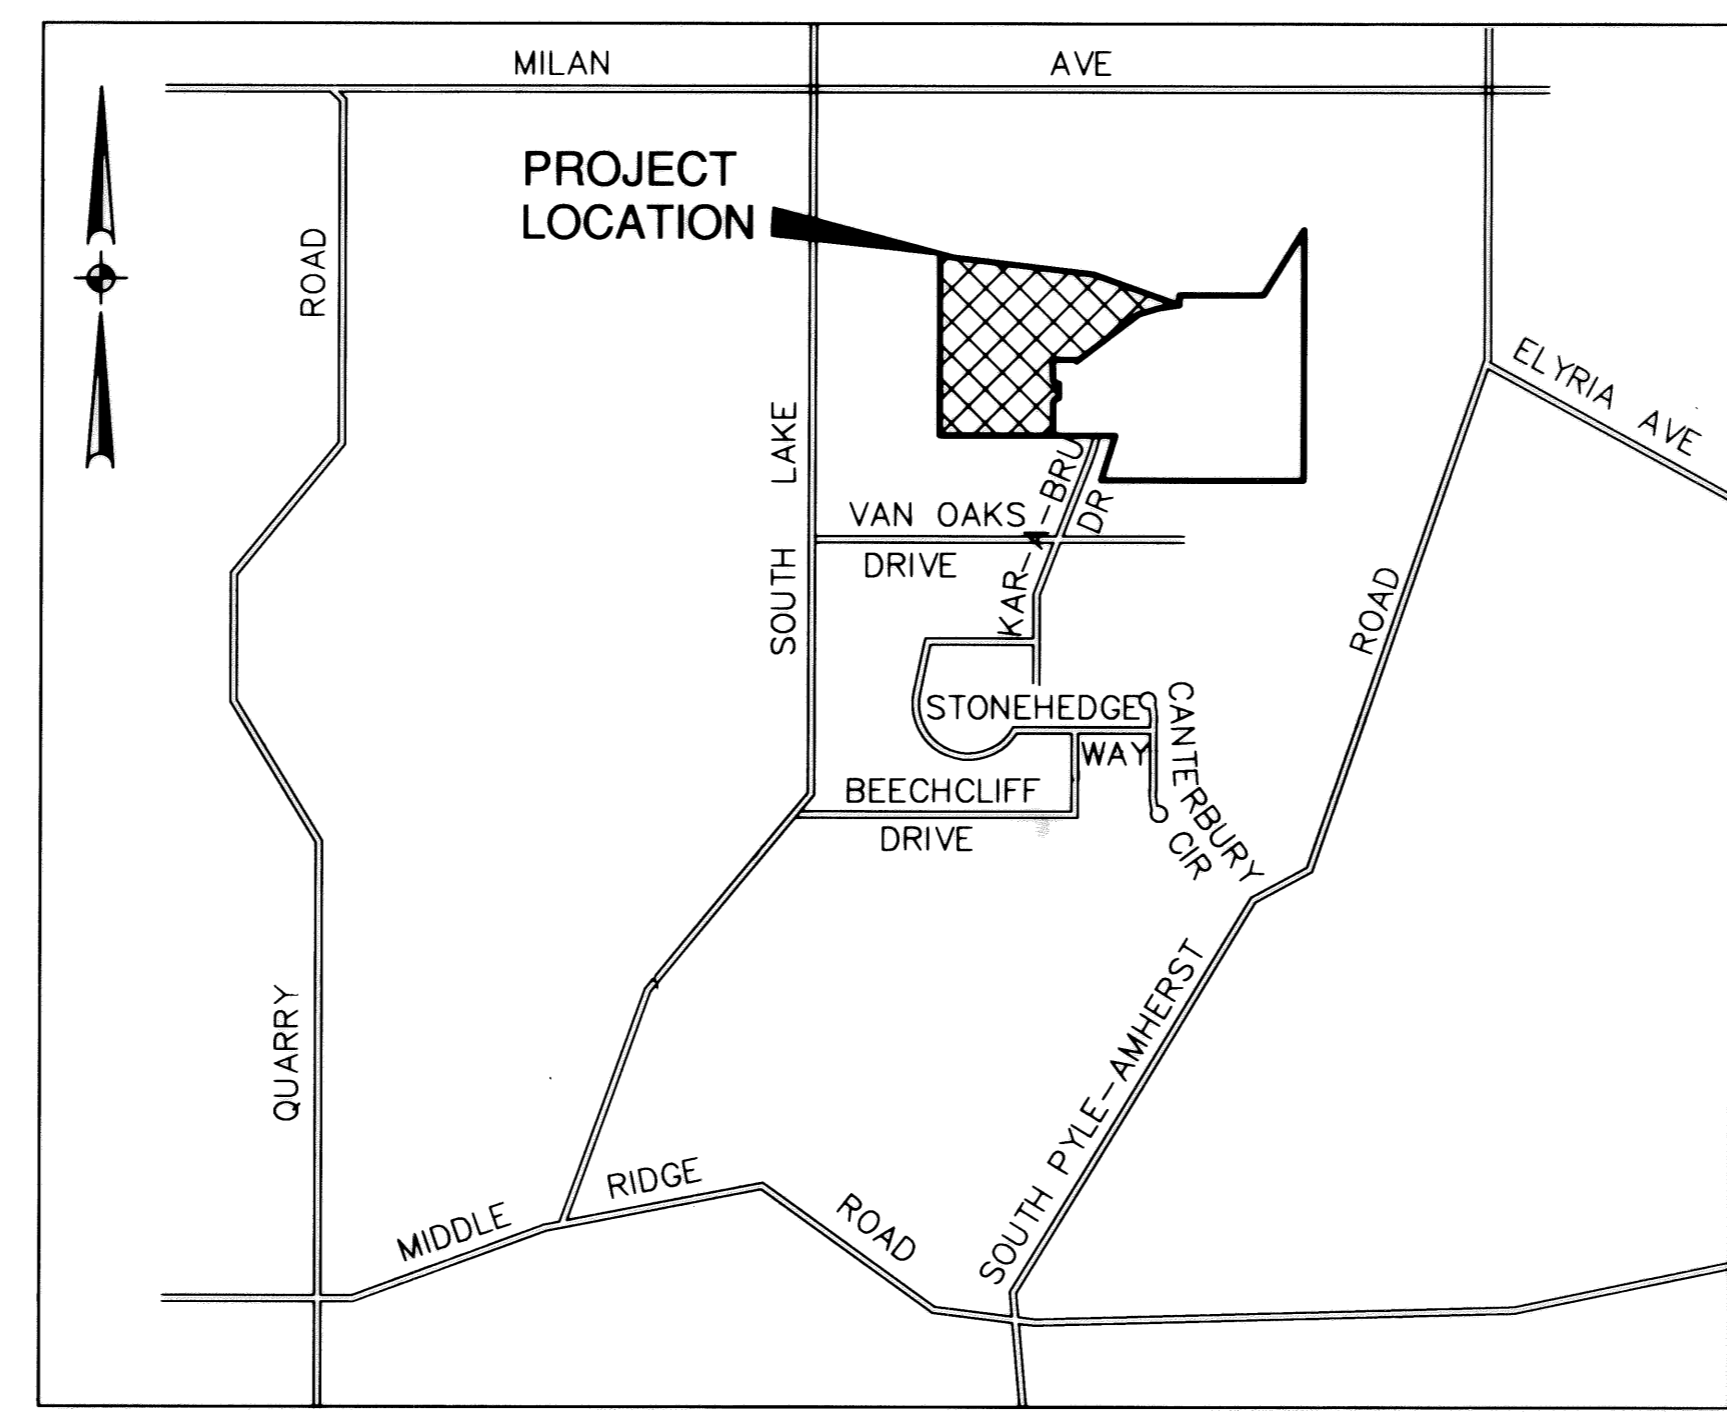 MILAN AVE
PROJECT
LOCATION
ROAD
ELYRIA AVE
SOUTH LAKE
KAR-A-BRU
DR
VAN OAKS
DRIVE
ROAD
STONEHEDGE
WAY
CANTERBURY
CIR
BEECHCLIFF
DRIVE
QUARRY
SOUTH PYLE-AMHERST
MIDDLE RIDGE ROAD